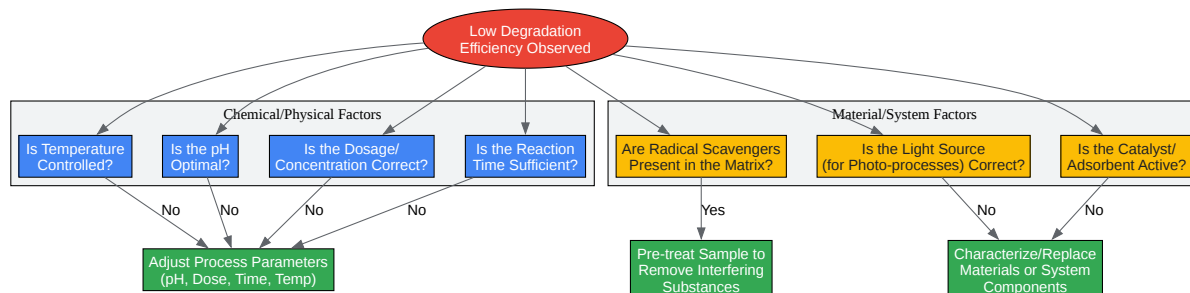 Low Degradation
Efficiency Observed
Chemical/Physical Factors
Material/System Factors
Is Temperature
Controlled?
Is the pH
Optimal?
Is the Dosage/
Concentration Correct?
Is the Reaction
Time Sufficient?
Are Radical Scavengers
Present in the Matrix?
Is the Light Source
(for Photo-processes) Correct?
Is the Catalyst/
Adsorbent Active?
No
No
No
No
Yes
No
No
Adjust Process Parameters
(pH, Dose, Time, Temp)
Pre-treat Sample to
Remove Interfering
Substances
Characterize/Replace
Materials or System
Components